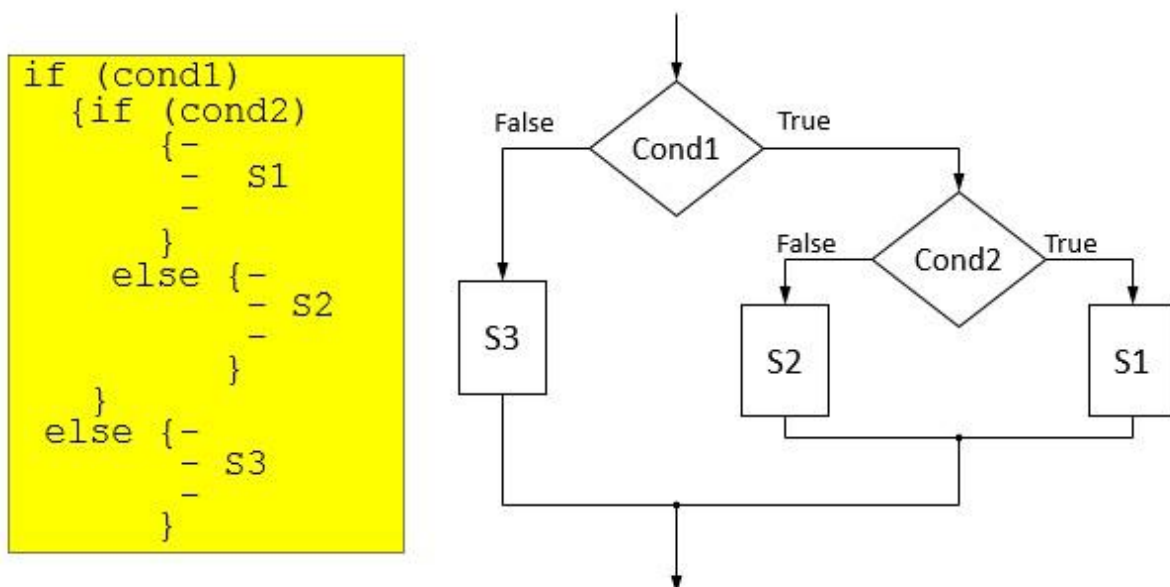 if (cond1)
{if (cond2)
{-
- S1
-
}
else {-
- S2
-
}
}
else {-
- S3
-
}
False
True
Cond1
False
True
Cond2
S3
S2
S1